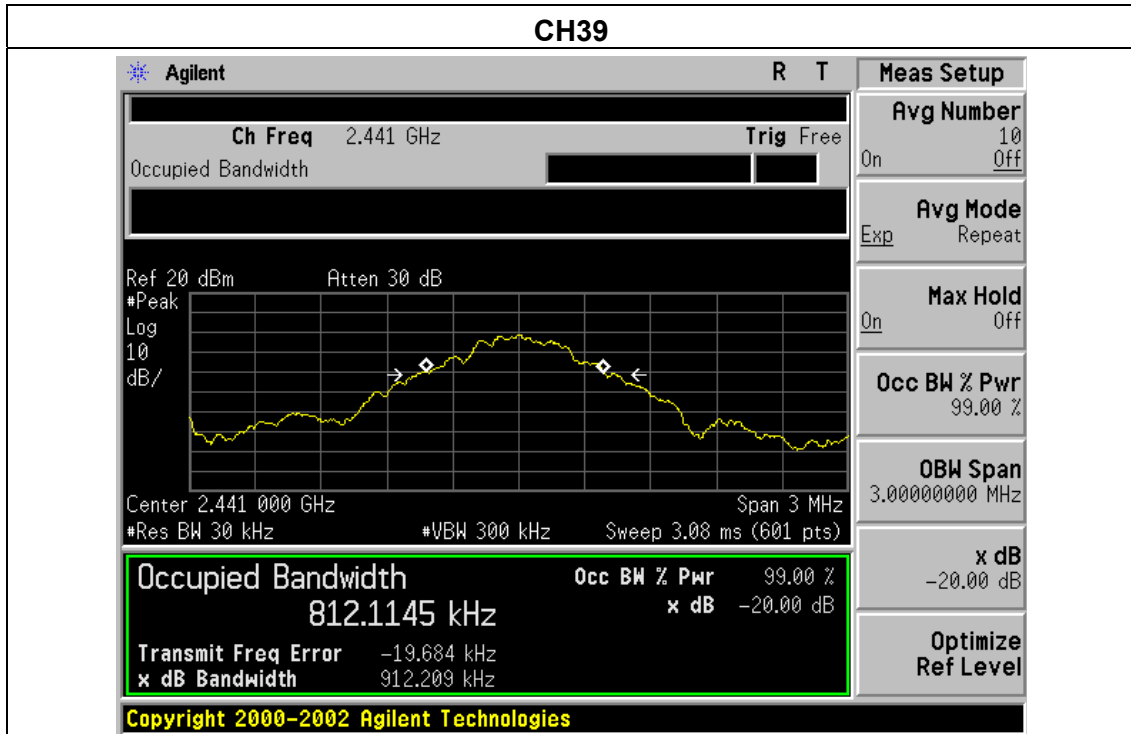 CH39
Agilent R T
Ch Freq 2.441 GHz Trig Free
Occupied Bandwidth
Ref 20 dBm Atten 30 dB
#Peak
Log
10
dB/
Center 2.441 000 GHz Span 3 MHz
#Res BW 30 kHz #VBW 300 kHz Sweep 3.08 ms (601 pts)
Occupied Bandwidth Occ BW % Pwr 99.00 %
812.1145 kHz x dB -20.00 dB
Transmit Freq Error -19.684 kHz
x dB Bandwidth 912.209 kHz
Copyright 2000-2002 Agilent Technologies
Meas Setup
Avg Number
10
On Off
Avg Mode
Exp Repeat
Max Hold
On Off
Occ BW % Pwr
99.00 %
OBW Span
3.00000000 MHz
x dB
-20.00 dB
Optimize
Ref Level